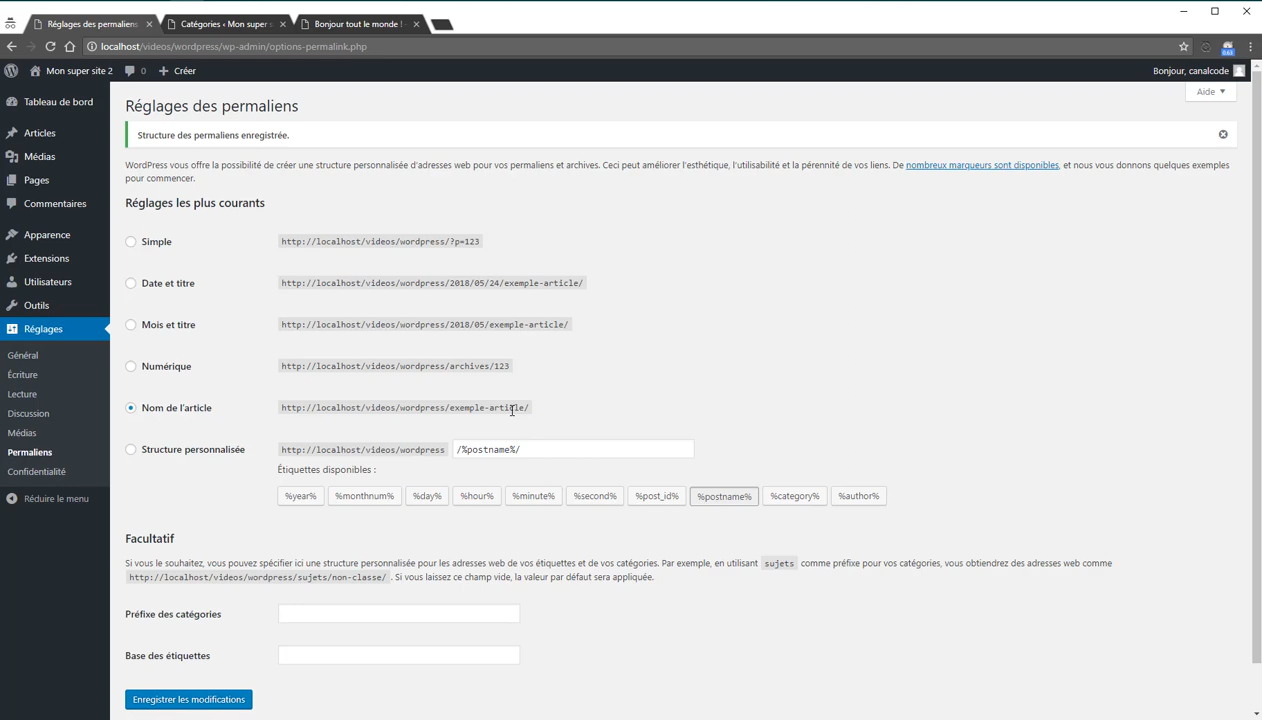 Réglages des permaliens
Catégories ‹ Mon super s
Bonjour tout le monde ! –
localhost/videos/wordpress/wp-admin/options-permalink.php
0.63
Mon super site 2
0
Créer
Bonjour, canalcode
Aide
Tableau de bord
Articles
Médias
Pages
Commentaires
Apparence
Extensions
Utilisateurs
Outils
Réglages
Général
Écriture
Lecture
Discussion
Médias
Permaliens
Confidentialité
Réduire le menu
Réglages des permaliens
Structure des permaliens enregistrée.
WordPress vous offre la possibilité de créer une structure personnalisée d'adresses web pour vos permaliens et archives. Ceci peut améliorer l'esthétique, l'utilisabilité et la pérennité de vos liens. De nombreux marqueurs sont disponibles, et nous vous donnons quelques exemples
pour commencer.
Réglages les plus courants
Simple http://localhost/videos/wordpress/?p=123
Date et titre http://localhost/videos/wordpress/2018/05/24/exemple-article/
Mois et titre http://localhost/videos/wordpress/2018/05/exemple-article/
Numérique http://localhost/videos/wordpress/archives/123
Nom de l'article http://localhost/videos/wordpress/exemple-article/
Structure personnalisée http://localhost/videos/wordpress /%postname%/
Étiquettes disponibles :
%year% %monthnum% %day% %hour% %minute% %second% %post_id% %postname% %category% %author%
Facultatif
Si vous le souhaitez, vous pouvez spécifier ici une structure personnalisée pour les adresses web de vos étiquettes et de vos catégories. Par exemple, en utilisant sujets comme préfixe pour vos catégories, vous obtiendrez des adresses web comme
http://localhost/videos/wordpress/sujets/non-classe/ . Si vous laissez ce champ vide, la valeur par défaut sera appliquée.
Préfixe des catégories
Base des étiquettes
Enregistrer les modifications